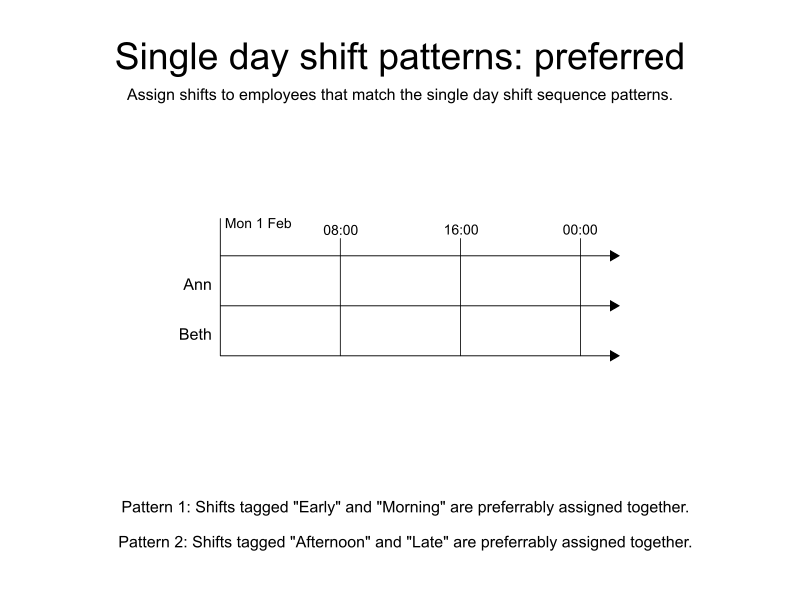 Single day shift patterns: preferred
Assign shifts to employees that match the single day shift sequence patterns.
Mon 1 Feb
08:00
16:00
00:00
Ann
Beth
Pattern 1: Shifts tagged "Early" and "Morning" are preferrably assigned together.
Pattern 2: Shifts tagged "Afternoon" and "Late" are preferrably assigned together.